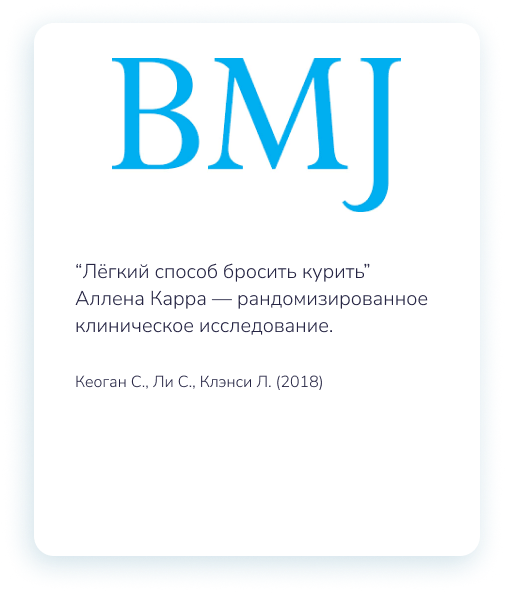 BMJ
“Лёгкий способ бросить курить”
Аллена Карра — рандомизированное
клиническое исследование.
Кеоган С., Ли С., Клэнси Л. (2018)